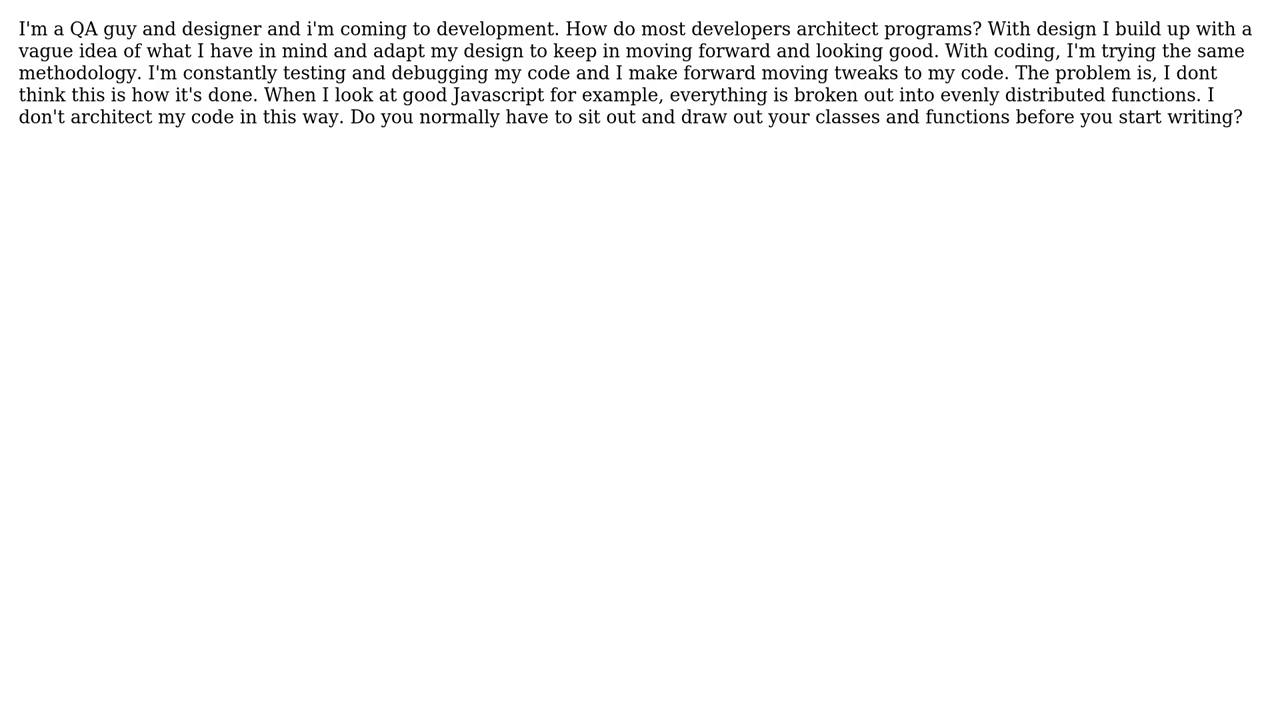 I'm a QA guy and designer and i'm coming to development. How do most developers architect programs? With design I build up with a
vague idea of what I have in mind and adapt my design to keep in moving forward and looking good. With coding, I'm trying the same
methodology. I'm constantly testing and debugging my code and I make forward moving tweaks to my code. The problem is, I dont
think this is how it's done. When I look at good Javascript for example, everything is broken out into evenly distributed functions. I
don't architect my code in this way. Do you normally have to sit out and draw out your classes and functions before you start writing?